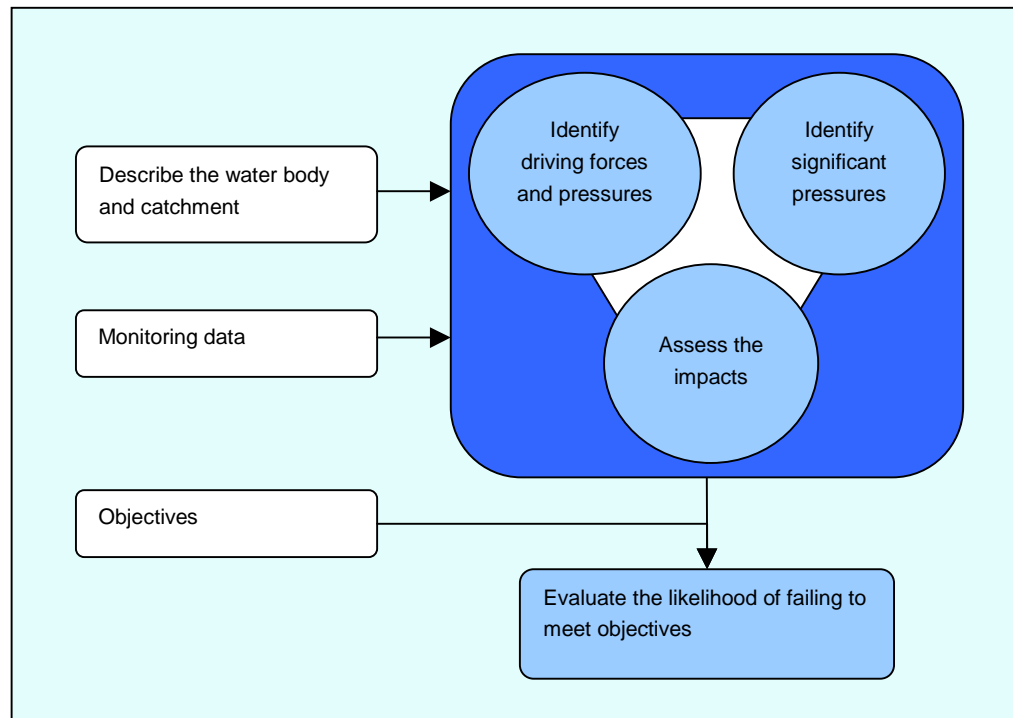 Identify
driving forces
and pressures
Identify
significant
pressures
Describe the water body
and catchment
Monitoring data
Assess the
impacts
Objectives
Evaluate the likelihood of failing to
meet objectives